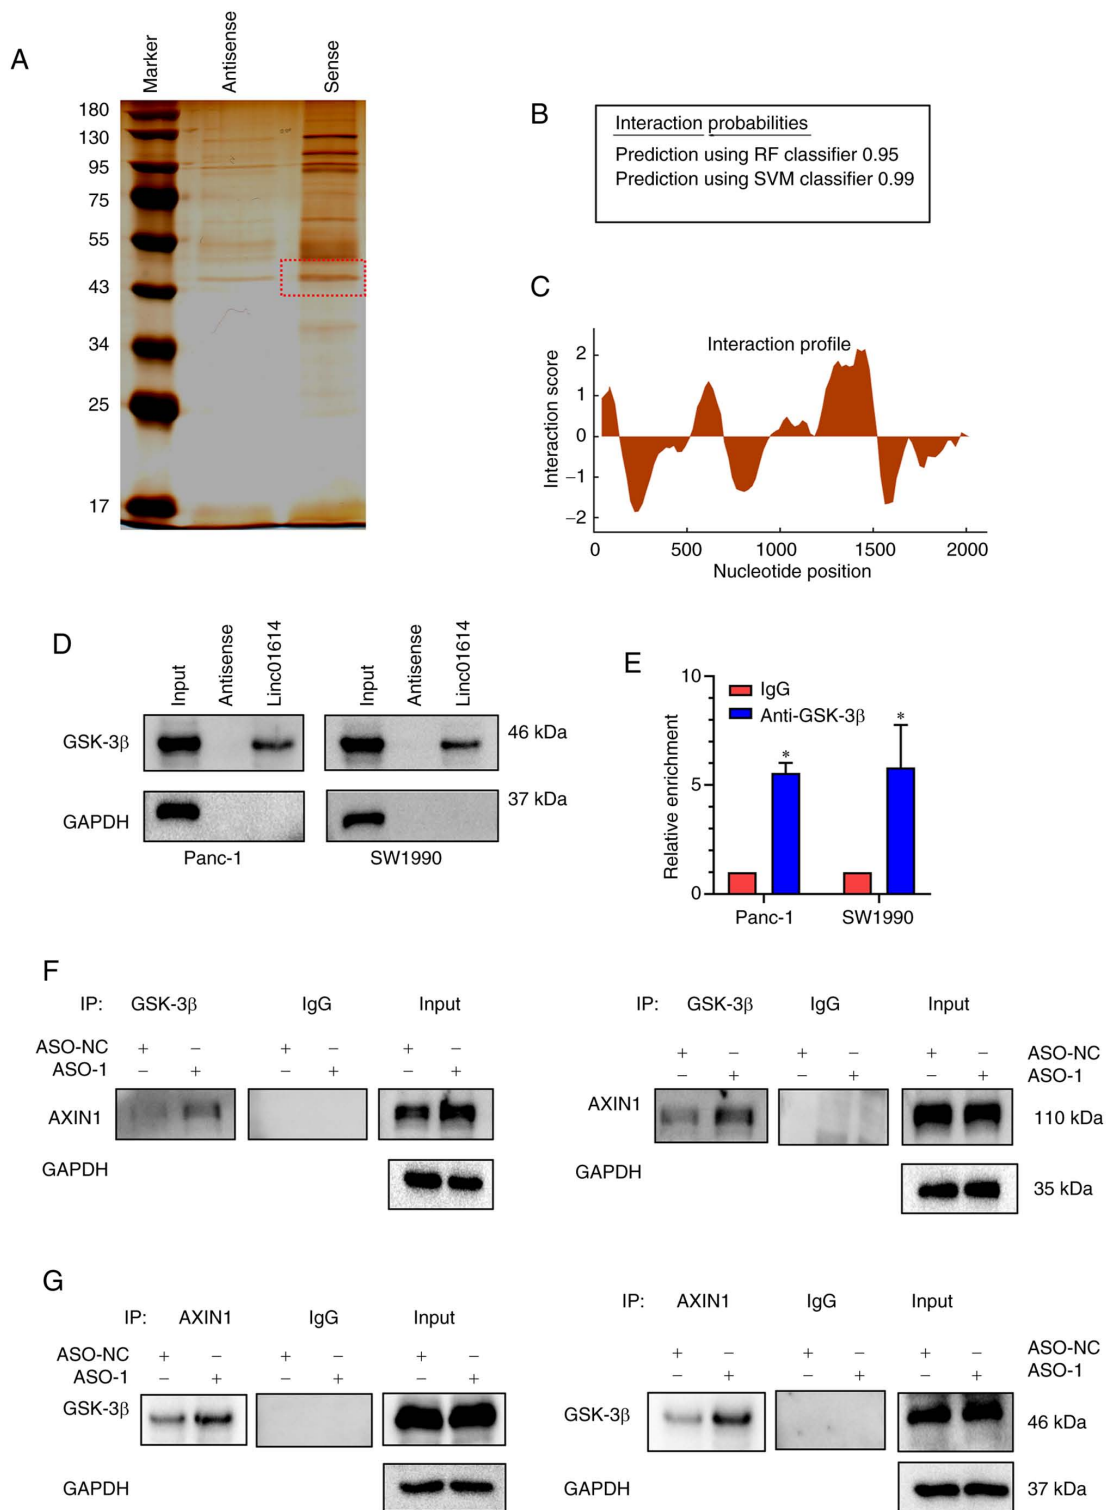 A
Marker
Antisense
Sense
180
130
95
75
55
43
34
25
17
B
Interaction probabilities
Prediction using RF classifier 0.95
Prediction using SVM classifier 0.99
C
Interaction profile
Interaction score
2
1
0
−1
−2
0 500 1000 1500 2000
Nucleotide position
D
Input Antisense Linc01614 Input Antisense Linc01614
GSK-3β 46 kDa
GAPDH 37 kDa
Panc-1 SW1990
E
Relative enrichment
10
5
0
IgG
Anti-GSK-3β
* *
Panc-1 SW1990
F
IP: GSK-3β IgG Input
ASO-NC + − + − + −
ASO-1 − + − + − +
AXIN1
GAPDH
IP: GSK-3β IgG Input
+ − + − + − ASO-NC
− + − + − + ASO-1
AXIN1 110 kDa
GAPDH 35 kDa
G
IP: AXIN1 IgG Input
ASO-NC + − + − + −
ASO-1 − + − + − +
GSK-3β
GAPDH
IP: AXIN1 IgG Input
+ − + − + − ASO-NC
− + − + − + ASO-1
GSK-3β 46 kDa
GAPDH 37 kDa